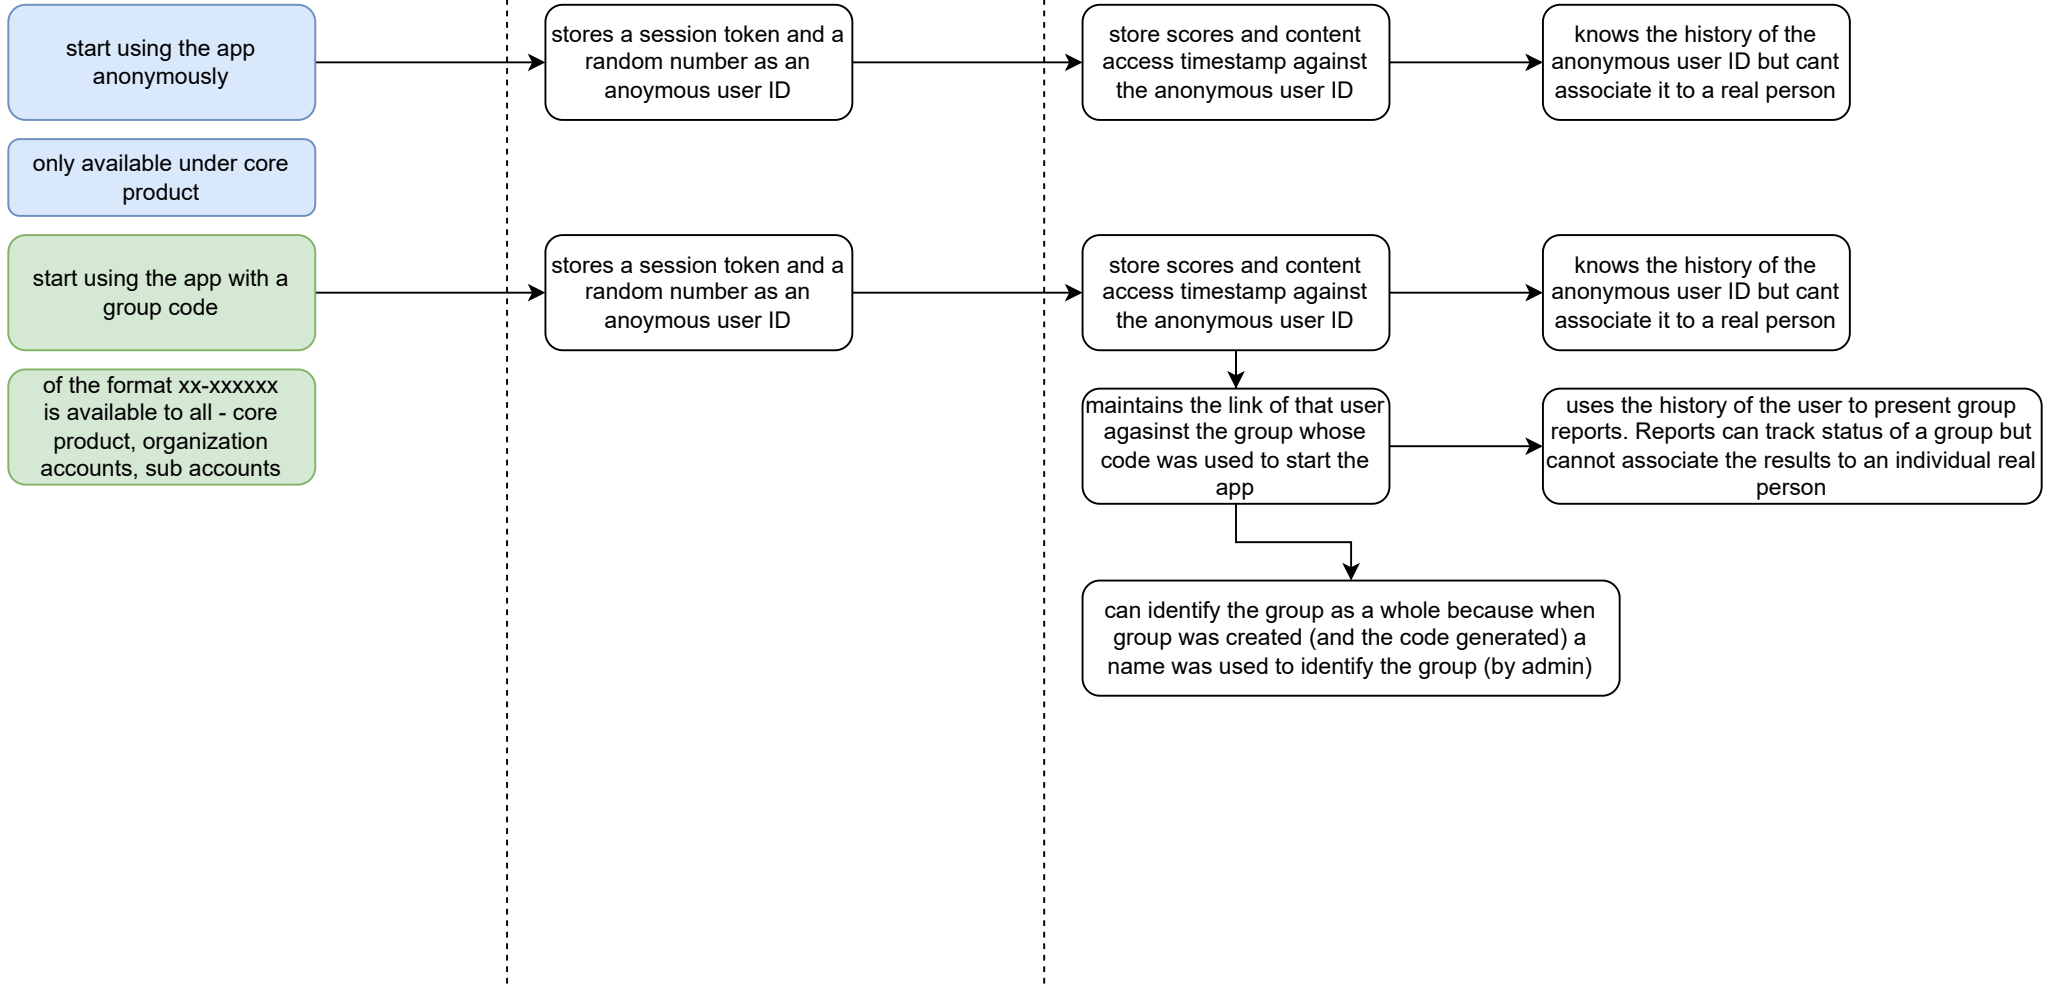 start using the app
anonymously
stores a session token and a
random number as an
anoymous user ID
store scores and content
access timestamp against
the anonymous user ID
knows the history of the
anonymous user ID but cant
associate it to a real person
only available under core
product
start using the app with a
group code
stores a session token and a
random number as an
anoymous user ID
store scores and content
access timestamp against
the anonymous user ID
knows the history of the
anonymous user ID but cant
associate it to a real person
of the format xx-xxxxxx
is available to all - core
product, organization
accounts, sub accounts
maintains the link of that user
agasinst the group whose
code was used to start the
app
uses the history of the user to present group
reports. Reports can track status of a group but
cannot associate the results to an individual real
person
can identify the group as a whole because when
group was created (and the code generated) a
name was used to identify the group (by admin)